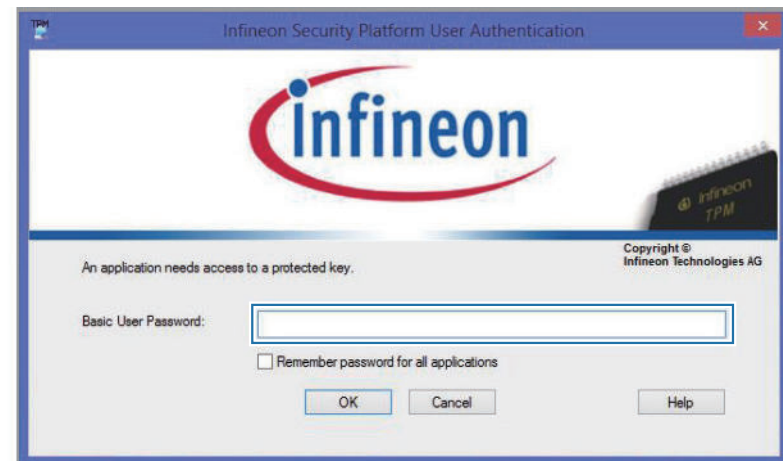 TPM
Infineon Security Platform User Authentication
infineon
Infineon
TPM
Copyright ©
Infineon Technologies AG
An application needs access to a protected key.
Basic User Password:
Remember password for all applications
OK Cancel Help